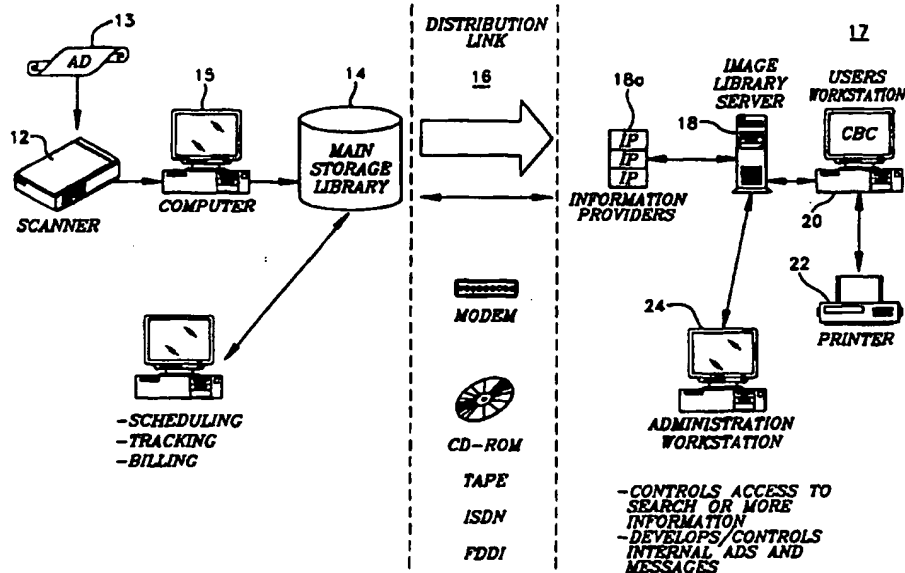 13
AD
12
SCANNER
15
COMPUTER
14
MAIN
STORAGE
LIBRARY
-SCHEDULING
-TRACKING
-BILLING
DISTRIBUTION
LINK
16
MODEM
CD-ROM
TAPE
ISDN
FDDI
17
18a
IP
IP
IP
INFORMATION
PROVIDERS
IMAGE
LIBRARY
SERVER
18
USERS
WORKSTATION
CBC
20
22
PRINTER
24
ADMINISTRATION
WORKSTATION
-CONTROLS ACCESS TO
SEARCH OR MORE
INFORMATION
-DEVELOPS/CONTROLS
INTERNAL ADS AND
MESSAGES